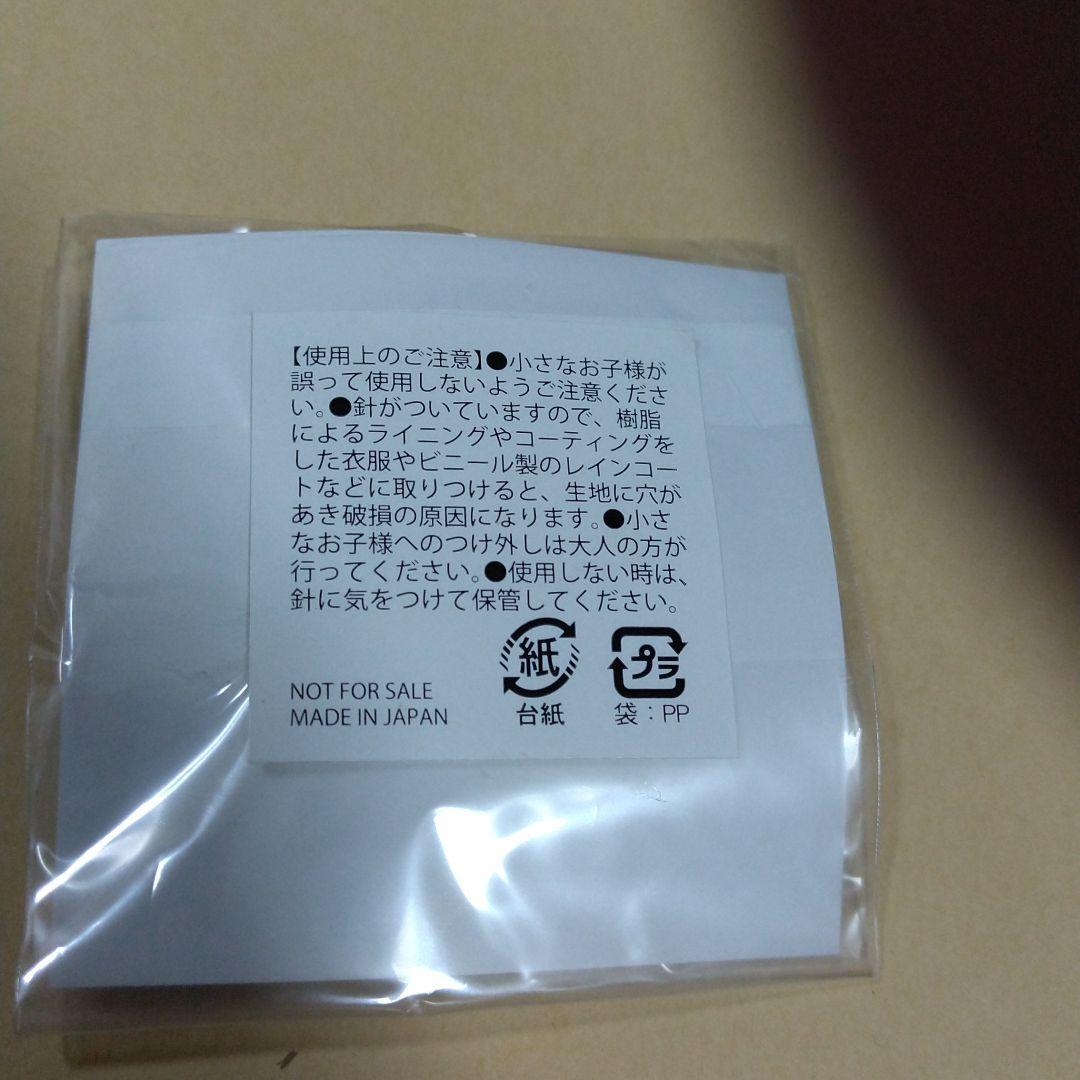 【使用上のご注意】●小さなお子様が
誤って使用しないようご注意くださ
い。●針がついていますので、樹脂
によるライニングやコーティングを
した衣服やビニール製のレインコー
トなどに取りつけると、生地に穴が
あき破損の原因になります。●小さ
なお子様へのつけ外しは大人の方が
行ってください。●使用しない時は、
針に気をつけて保管してください。
紙
プラ
NOT FOR SALE
MADE IN JAPAN
台紙
袋：PP